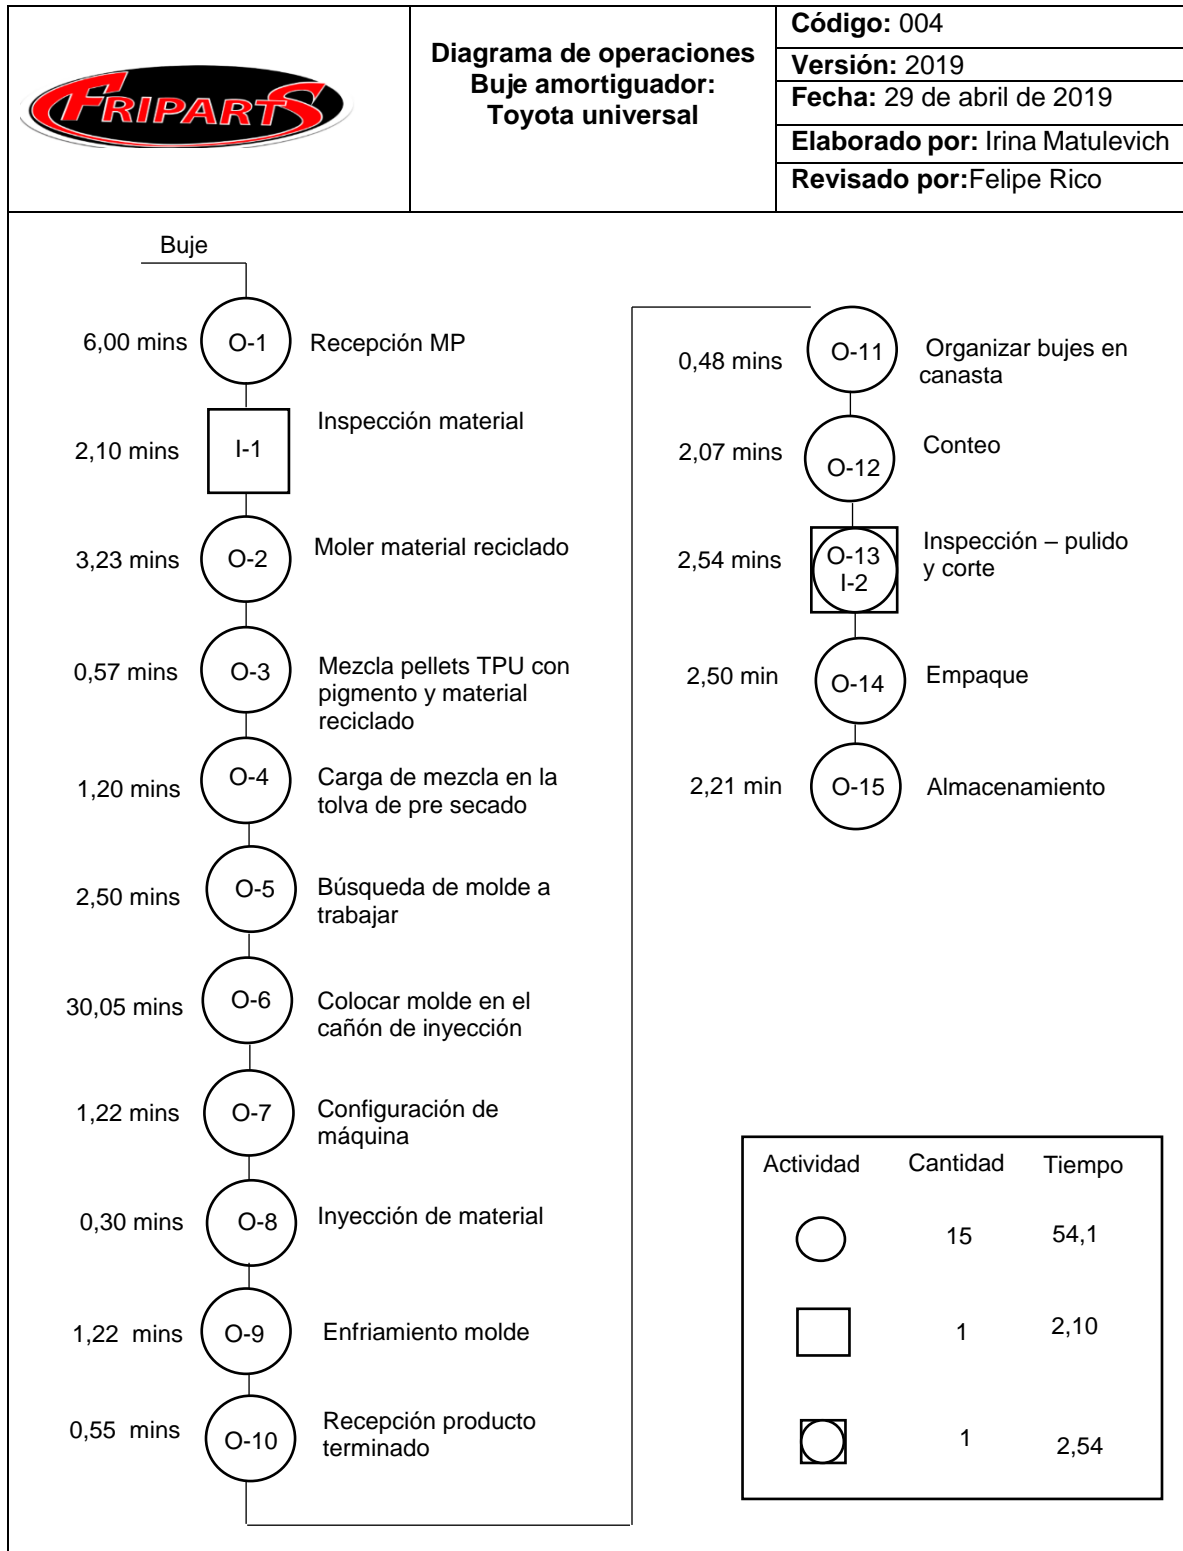 FRIPARTS
Diagrama de operaciones
Buje amortiguador:
Toyota universal
Código: 004
Versión: 2019
Fecha: 29 de abril de 2019
Elaborado por: Irina Matulevich
Revisado por:Felipe Rico
Buje
6,00 mins O-1 Recepción MP
2,10 mins I-1 Inspección material
3,23 mins O-2 Moler material reciclado
0,57 mins O-3 Mezcla pellets TPU con
pigmento y material
reciclado
1,20 mins O-4 Carga de mezcla en la
tolva de pre secado
2,50 mins O-5 Búsqueda de molde a
trabajar
30,05 mins O-6 Colocar molde en el
cañón de inyección
1,22 mins O-7 Configuración de
máquina
0,30 mins O-8 Inyección de material
1,22 mins O-9 Enfriamiento molde
0,55 mins O-10 Recepción producto
terminado
0,48 mins O-11 Organizar bujes en
canasta
2,07 mins O-12 Conteo
2,54 mins O-13 Inspección – pulido
I-2 y corte
2,50 min O-14 Empaque
2,21 min O-15 Almacenamiento
Actividad Cantidad Tiempo
15 54,1
1 2,10
1 2,54